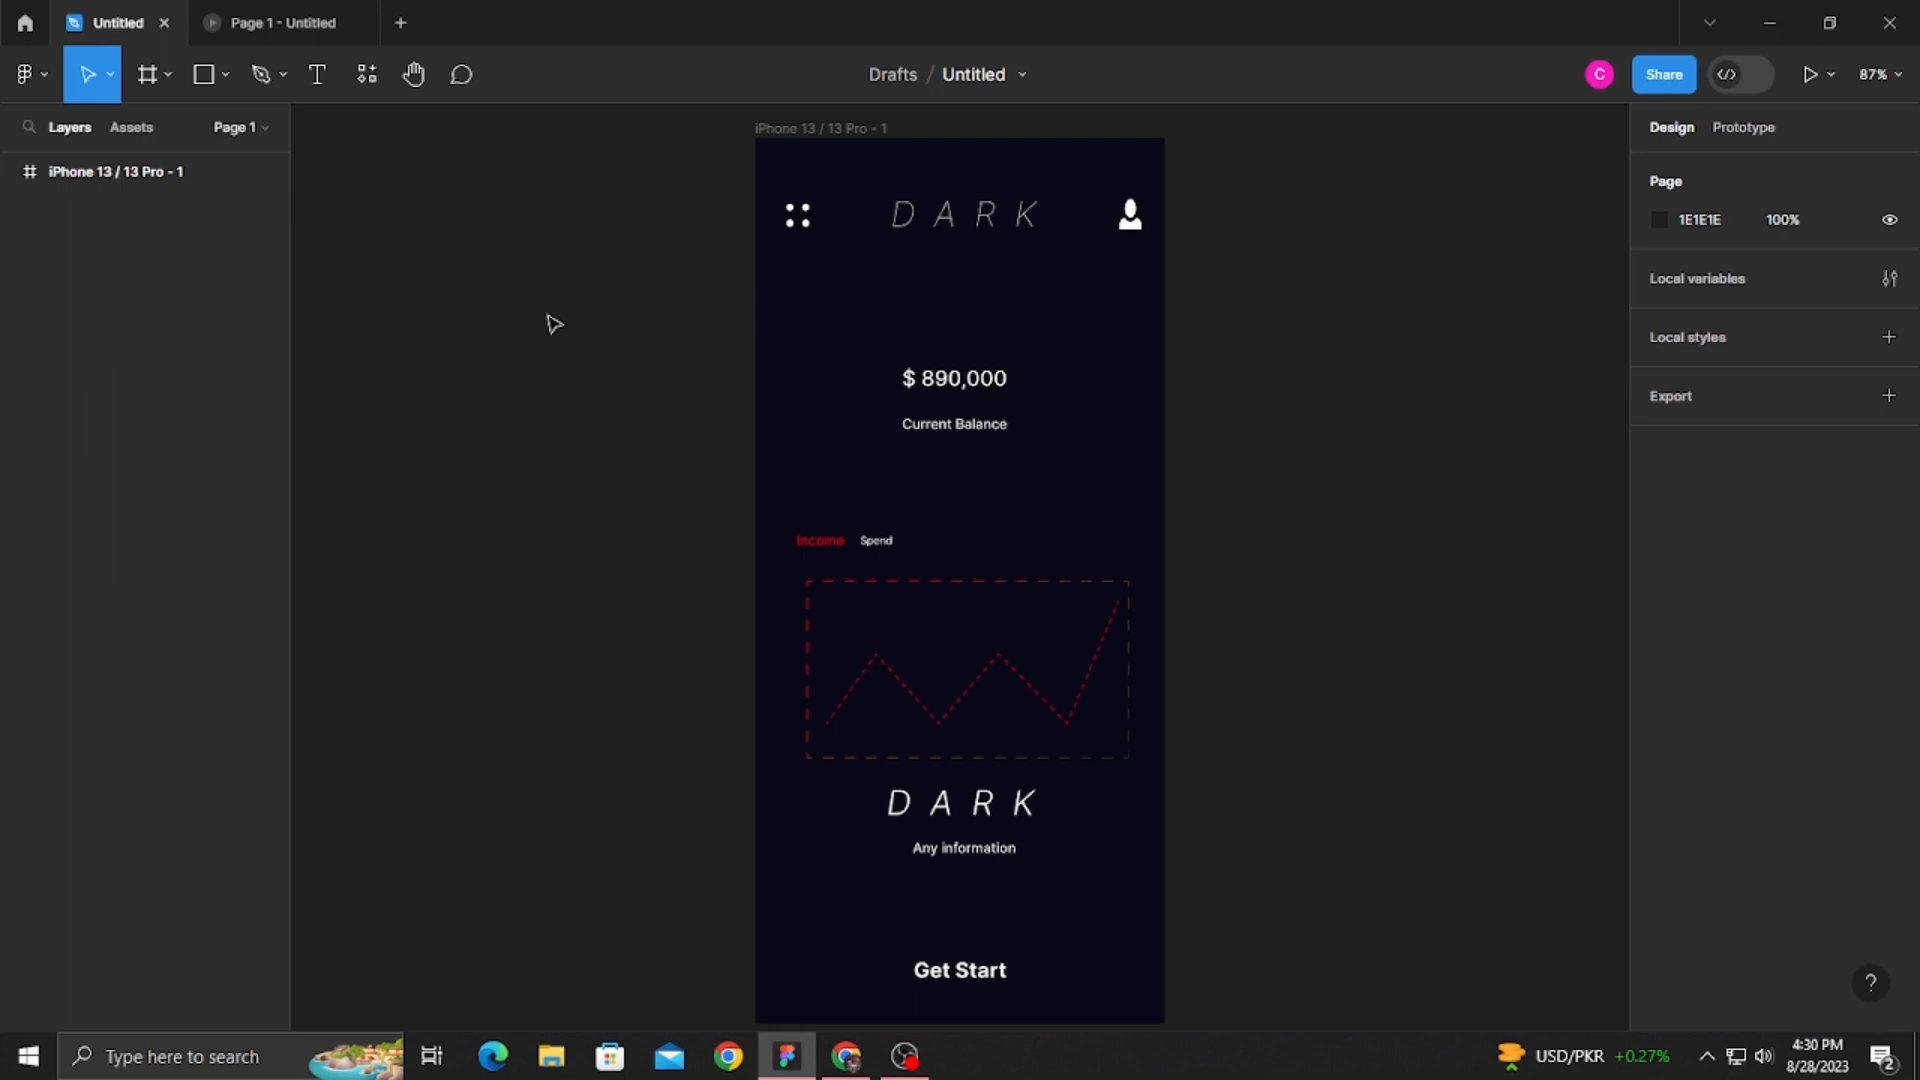 Untitled
Page 1 - Untitled
Drafts / Untitled
C
Share
87%
Layers
Assets
Page 1
iPhone 13 / 13 Pro - 1
iPhone 13 / 13 Pro - 1
DARK
$ 890,000
Current Balance
Income
Spend
DARK
Any information
Get Start
Design
Prototype
Page
1E1E1E
100%
Local variables
Local styles
Export
?
Type here to search
USD/PKR +0.27%
4:30 PM
8/28/2023
2